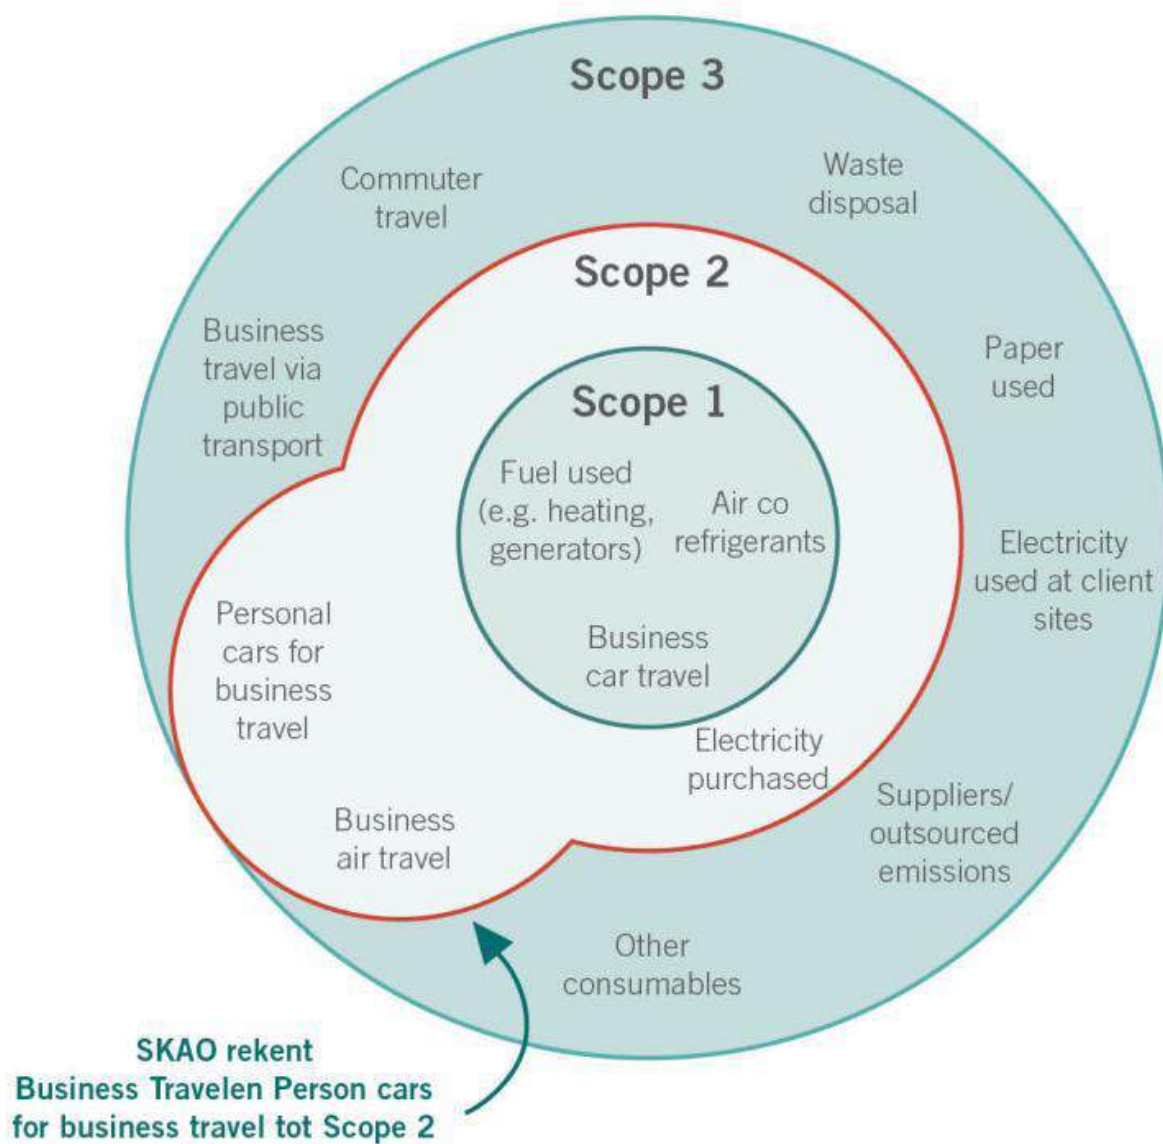 Scope 3
Commuter
travel
Waste
disposal
Scope 2
Business
travel via
public
transport
Paper
used
Scope 1
Fuel used
(e.g. heating,
generators)
Air co
refrigerants
Electricity
used at client
sites
Personal
cars for
business
travel
Business
car travel
Electricity
purchased
Business
air travel
Suppliers/
outsourced
emissions
Other
consumables
SKAO rekent
Business Travelen Person cars
for business travel tot Scope 2